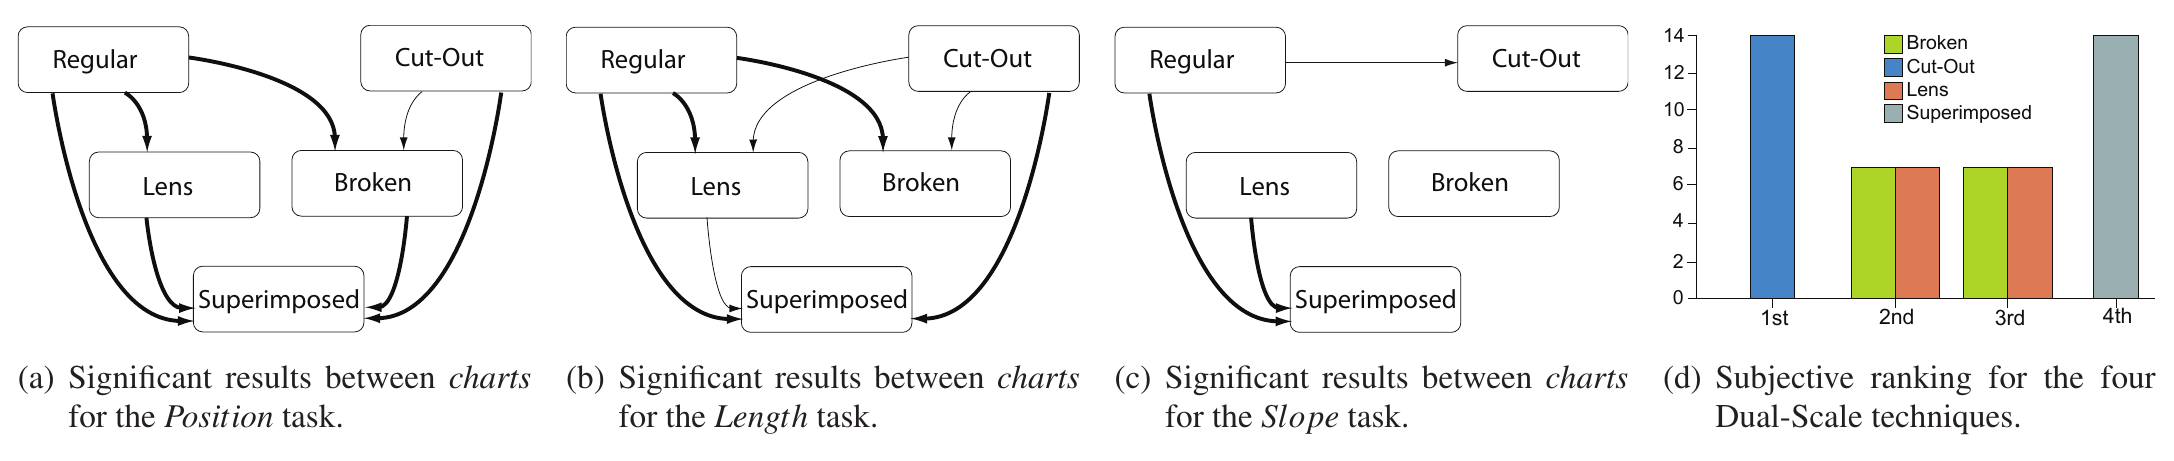 Regular
Cut-Out
Lens
Broken
Superimposed
(a) Significant results between charts
for the Position task.
Regular
Cut-Out
Lens
Broken
Superimposed
(b) Significant results between charts
for the Length task.
Regular
Cut-Out
Lens
Broken
Superimposed
(c) Significant results between charts
for the Slope task.
14
12
10
8
6
4
2
0
Broken
Cut-Out
Lens
Superimposed
1st
2nd
3rd
4th
(d) Subjective ranking for the four
Dual-Scale techniques.